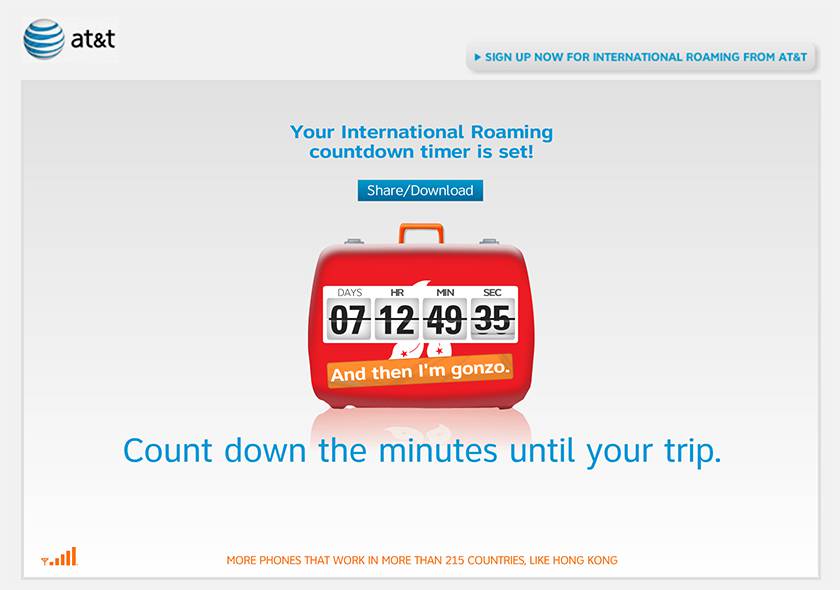 at&t
SIGN UP NOW FOR INTERNATIONAL ROAMING FROM AT&T
Your International Roaming
countdown timer is set!
Share/Download
DAYS HR MIN SEC
07 12 49 35
And then I'm gonzo.
Count down the minutes until your trip.
MORE PHONES THAT WORK IN MORE THAN 215 COUNTRIES, LIKE HONG KONG